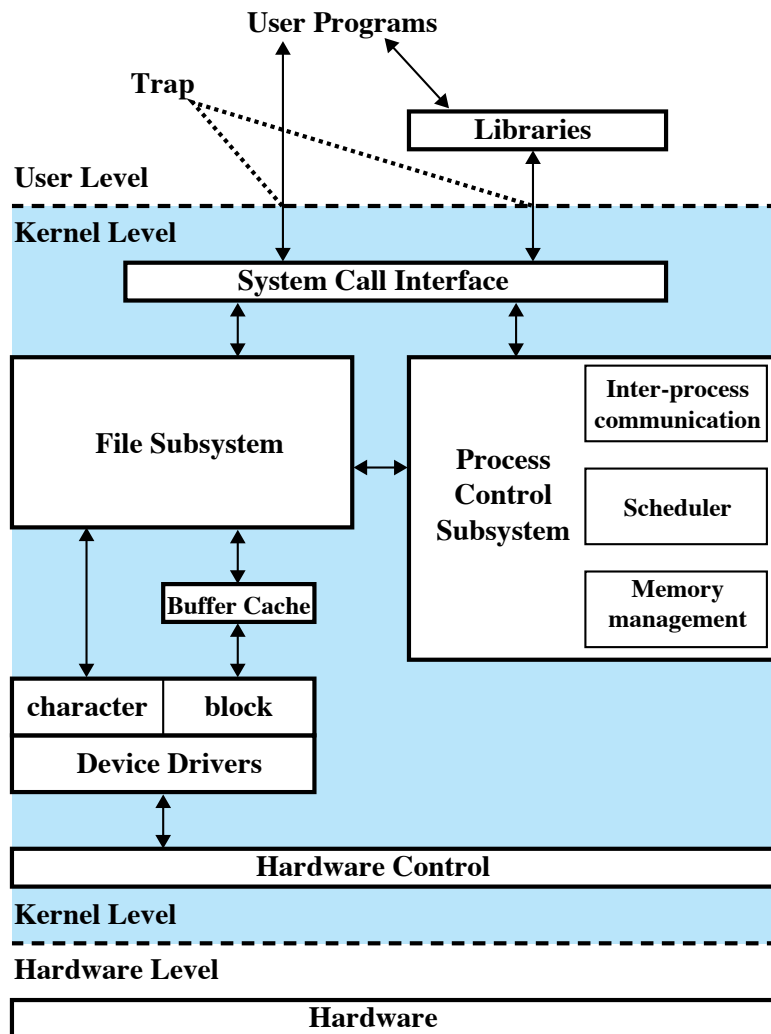 User Programs
Trap
Libraries
User Level
Kernel Level
System Call Interface
File Subsystem
Process
Control
Subsystem
Inter-process
communication
Scheduler
Memory
management
Buffer Cache
character
block
Device Drivers
Hardware Control
Kernel Level
Hardware Level
Hardware